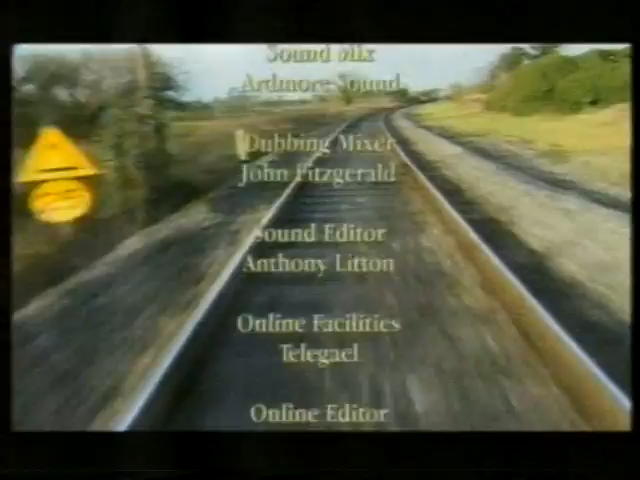 Sound Mix
Ardmore Sound
Dubbing Mixer
John Fitzgerald
Sound Editor
Anthony Litton
Online Facilities
Telegael
Online Editor